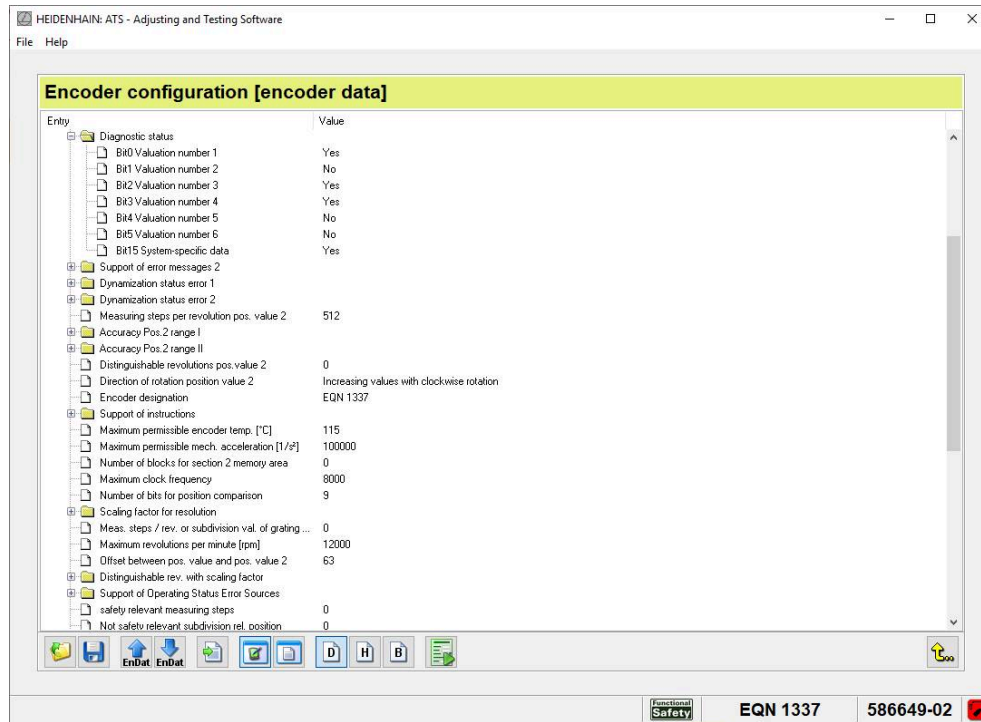 HEIDENHAIN: ATS - Adjusting and Testing Software
File Help
Encoder configuration [encoder data]
Entry Value
Diagnostic status
Bit0 Valuation number 1 Yes
Bit1 Valuation number 2 No
Bit2 Valuation number 3 Yes
Bit3 Valuation number 4 Yes
Bit4 Valuation number 5 No
Bit5 Valuation number 6 No
Bit15 System-specific data Yes
Support of error messages 2
Dynamization status error 1
Dynamization status error 2
Measuring steps per revolution pos. value 2 512
Accuracy Pos.2 range I
Accuracy Pos.2 range II
Distinguishable revolutions pos.value 2 0
Direction of rotation position value 2 Increasing values with clockwise rotation
Encoder designation EQN 1337
Support of instructions
Maximum permissible encoder temp. [°C] 115
Maximum permissible mech. acceleration [1/s²] 100000
Number of blocks for section 2 memory area 0
Maximum clock frequency 8000
Number of bits for position comparison 9
Scaling factor for resolution
Meas. steps / rev. or subdivision val. of grating ... 0
Maximum revolutions per minute [rpm] 12000
Offset between pos. value and pos. value 2 63
Distinguishable rev. with scaling factor
Support of Operating Status Error Sources
safety relevant measuring steps 0
Not safety relevant subdivision rel. position 0
EnDat EnDat D H B
Functional Safety EQN 1337 586649-02